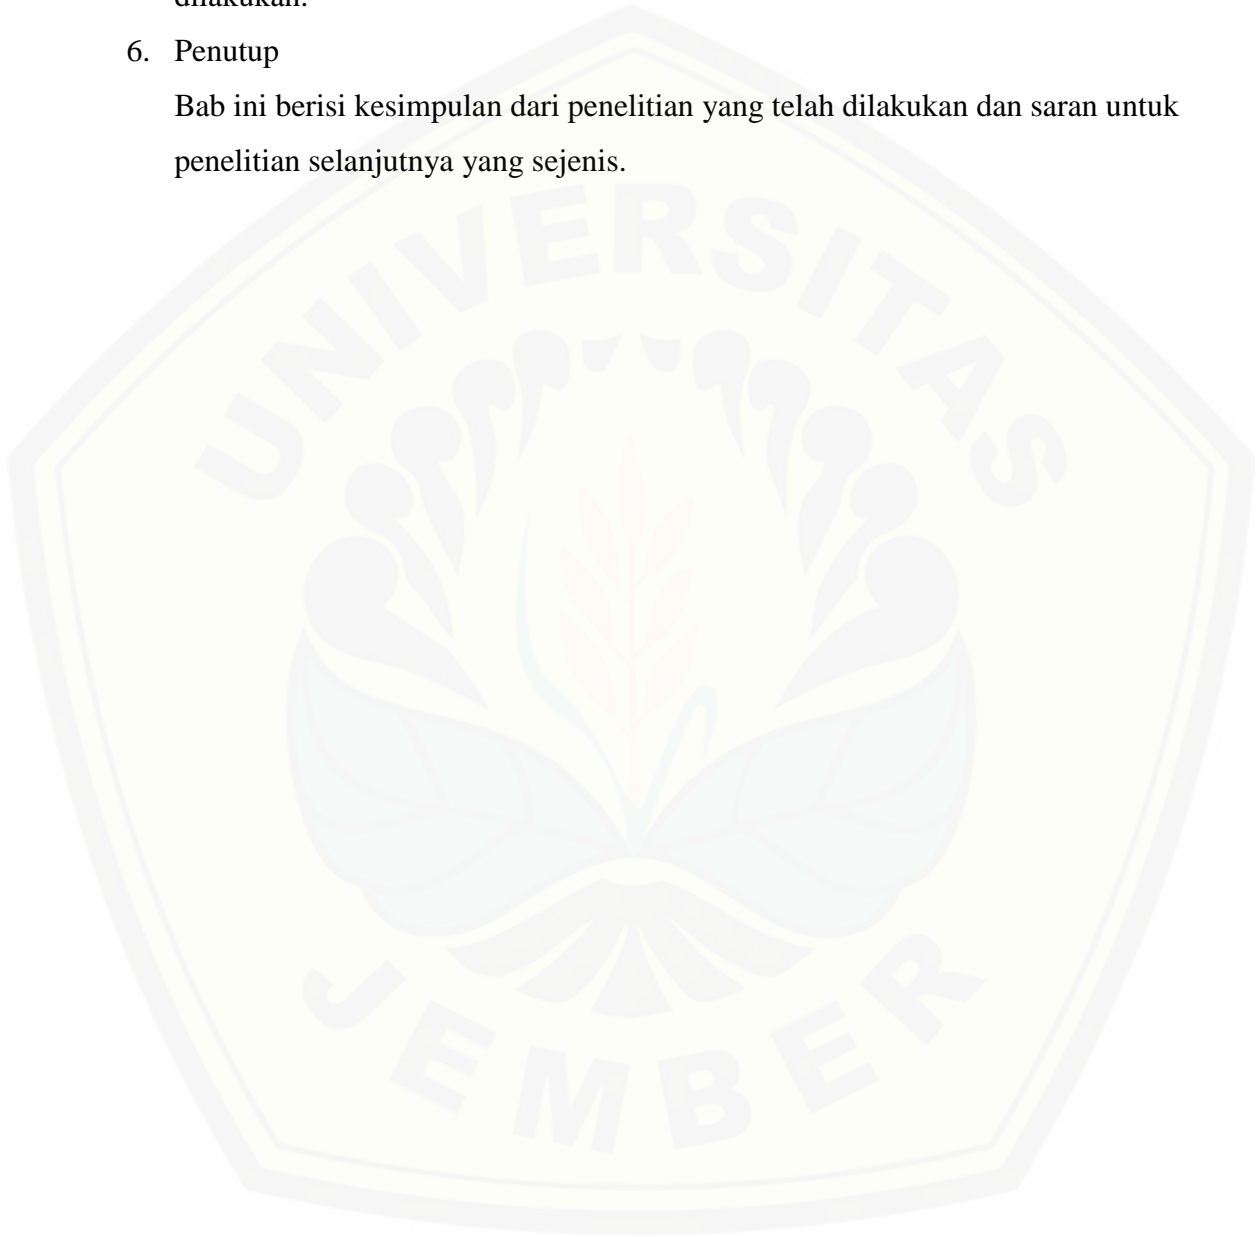 dilakukan.
6. Penutup
Bab ini berisi kesimpulan dari penelitian yang telah dilakukan dan saran untuk
penelitian selanjutnya yang sejenis.
UNIVERSITAS
JEMBER